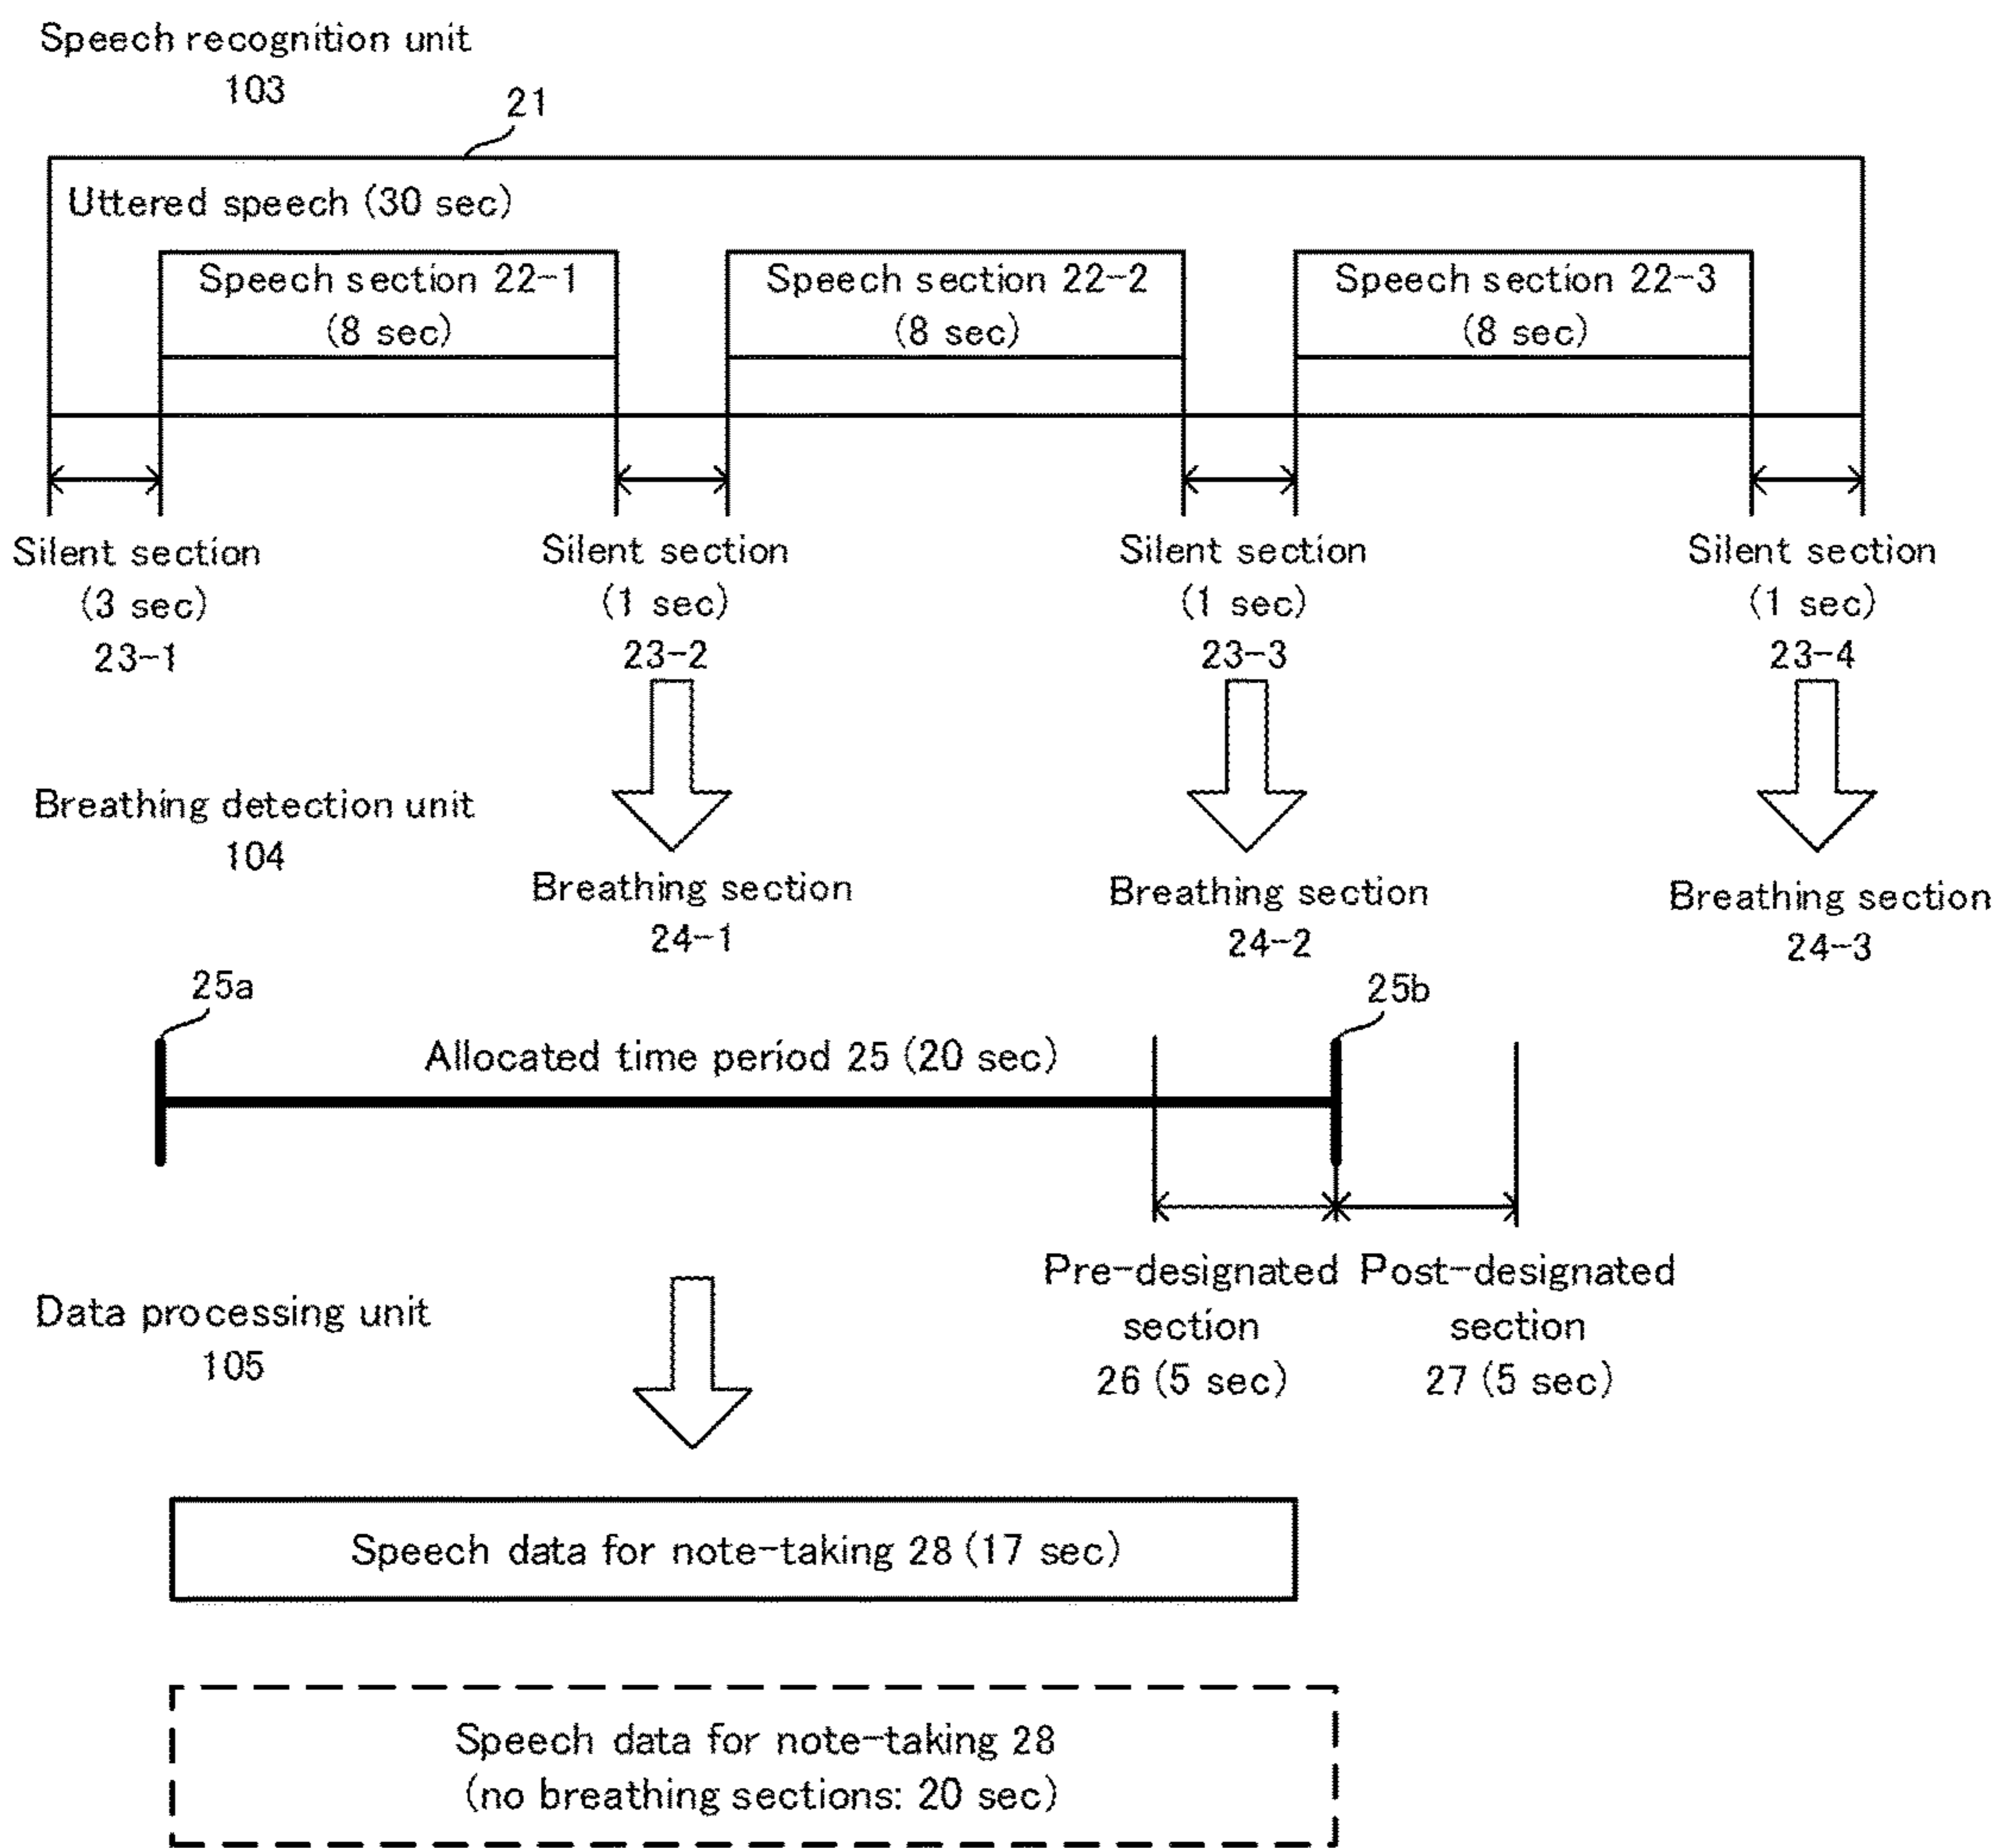 Speech recognition unit
103
21
Uttered speech (30 sec)
Speech section 22-1
(8 sec)
Speech section 22-2
(8 sec)
Speech section 22-3
(8 sec)
Silent section
(3 sec)
23-1
Silent section
(1 sec)
23-2
Silent section
(1 sec)
23-3
Silent section
(1 sec)
23-4
Breathing detection unit
104
Breathing section
24-1
Breathing section
24-2
Breathing section
24-3
25a
25b
Allocated time period 25 (20 sec)
Pre-designated
section
26 (5 sec)
Post-designated
section
27 (5 sec)
Data processing unit
105
Speech data for note-taking 28 (17 sec)
Speech data for note-taking 28
(no breathing sections: 20 sec)